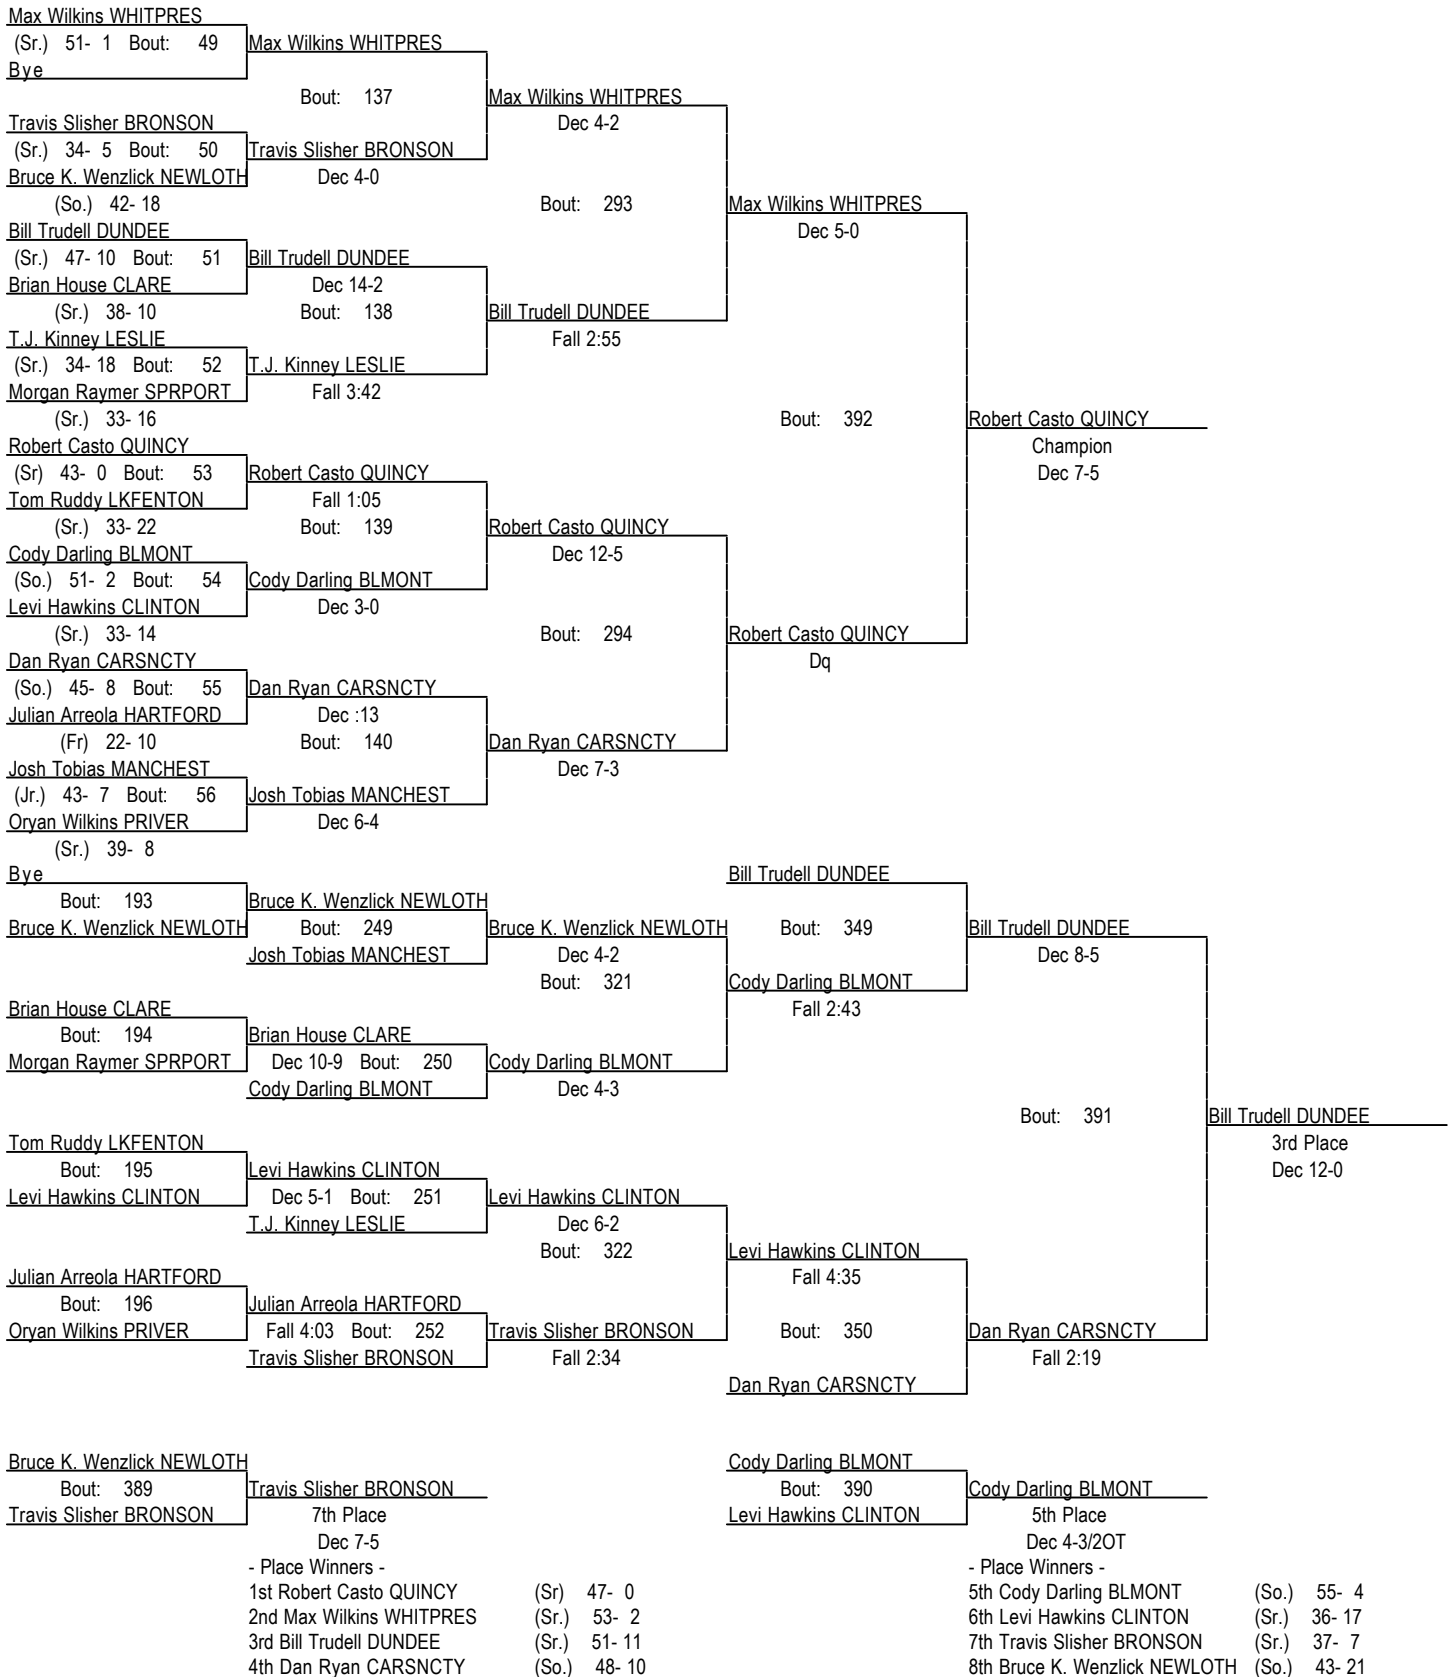 Max Wilkins WHITPRES
(Sr.) 51- 1 Bout: 49 Max Wilkins WHITPRES
Bye
Bout: 137 Max Wilkins WHITPRES
Travis Slisher BRONSON Dec 4-2
(Sr.) 34- 5 Bout: 50 Travis Slisher BRONSON
Bruce K. Wenzlick NEWLOTH Dec 4-0
(So.) 42- 18 Bout: 293 Max Wilkins WHITPRES
Bill Trudell DUNDEE Dec 5-0
(Sr.) 47- 10 Bout: 51 Bill Trudell DUNDEE
Brian House CLARE Dec 14-2
(Sr.) 38- 10 Bout: 138 Bill Trudell DUNDEE
T.J. Kinney LESLIE Fall 2:55
(Sr.) 34- 18 Bout: 52 T.J. Kinney LESLIE
Morgan Raymer SPRPORT Fall 3:42
(Sr.) 33- 16 Bout: 392 Robert Casto QUINCY
Robert Casto QUINCY Champion
(Sr) 43- 0 Bout: 53 Robert Casto QUINCY Dec 7-5
Tom Ruddy LKFENTON Fall 1:05
(Sr.) 33- 22 Bout: 139 Robert Casto QUINCY
Cody Darling BLMONT Dec 12-5
(So.) 51- 2 Bout: 54 Cody Darling BLMONT
Levi Hawkins CLINTON Dec 3-0
(Sr.) 33- 14 Bout: 294 Robert Casto QUINCY
Dan Ryan CARSNCTY Dq
(So.) 45- 8 Bout: 55 Dan Ryan CARSNCTY
Julian Arreola HARTFORD Dec :13
(Fr) 22- 10 Bout: 140 Dan Ryan CARSNCTY
Josh Tobias MANCHEST Dec 7-3
(Jr.) 43- 7 Bout: 56 Josh Tobias MANCHEST
Oryan Wilkins PRIVER Dec 6-4
(Sr.) 39- 8
Bye Bill Trudell DUNDEE
Bout: 193 Bruce K. Wenzlick NEWLOTH
Bruce K. Wenzlick NEWLOTH Bout: 249 Bruce K. Wenzlick NEWLOTH Bout: 349 Bill Trudell DUNDEE
Josh Tobias MANCHEST Dec 4-2 Dec 8-5
Bout: 321 Cody Darling BLMONT
Brian House CLARE Fall 2:43
Bout: 194 Brian House CLARE
Morgan Raymer SPRPORT Dec 10-9 Bout: 250 Cody Darling BLMONT
Cody Darling BLMONT Dec 4-3
Bout: 391 Bill Trudell DUNDEE
Tom Ruddy LKFENTON 3rd Place
Bout: 195 Levi Hawkins CLINTON Dec 12-0
Levi Hawkins CLINTON Dec 5-1 Bout: 251 Levi Hawkins CLINTON
T.J. Kinney LESLIE Dec 6-2
Bout: 322 Levi Hawkins CLINTON
Julian Arreola HARTFORD Fall 4:35
Bout: 196 Julian Arreola HARTFORD
Oryan Wilkins PRIVER Fall 4:03 Bout: 252 Travis Slisher BRONSON Bout: 350 Dan Ryan CARSNCTY
Travis Slisher BRONSON Fall 2:34 Fall 2:19
Dan Ryan CARSNCTY
Bruce K. Wenzlick NEWLOTH Cody Darling BLMONT
Bout: 389 Travis Slisher BRONSON Bout: 390 Cody Darling BLMONT
Travis Slisher BRONSON 7th Place Levi Hawkins CLINTON 5th Place
Dec 7-5 Dec 4-3/2OT
- Place Winners - - Place Winners -
1st Robert Casto QUINCY (Sr) 47- 0 5th Cody Darling BLMONT (So.) 55- 4
2nd Max Wilkins WHITPRES (Sr.) 53- 2 6th Levi Hawkins CLINTON (Sr.) 36- 17
3rd Bill Trudell DUNDEE (Sr.) 51- 11 7th Travis Slisher BRONSON (Sr.) 37- 7
4th Dan Ryan CARSNCTY (So.) 48- 10 8th Bruce K. Wenzlick NEWLOTH (So.) 43- 21